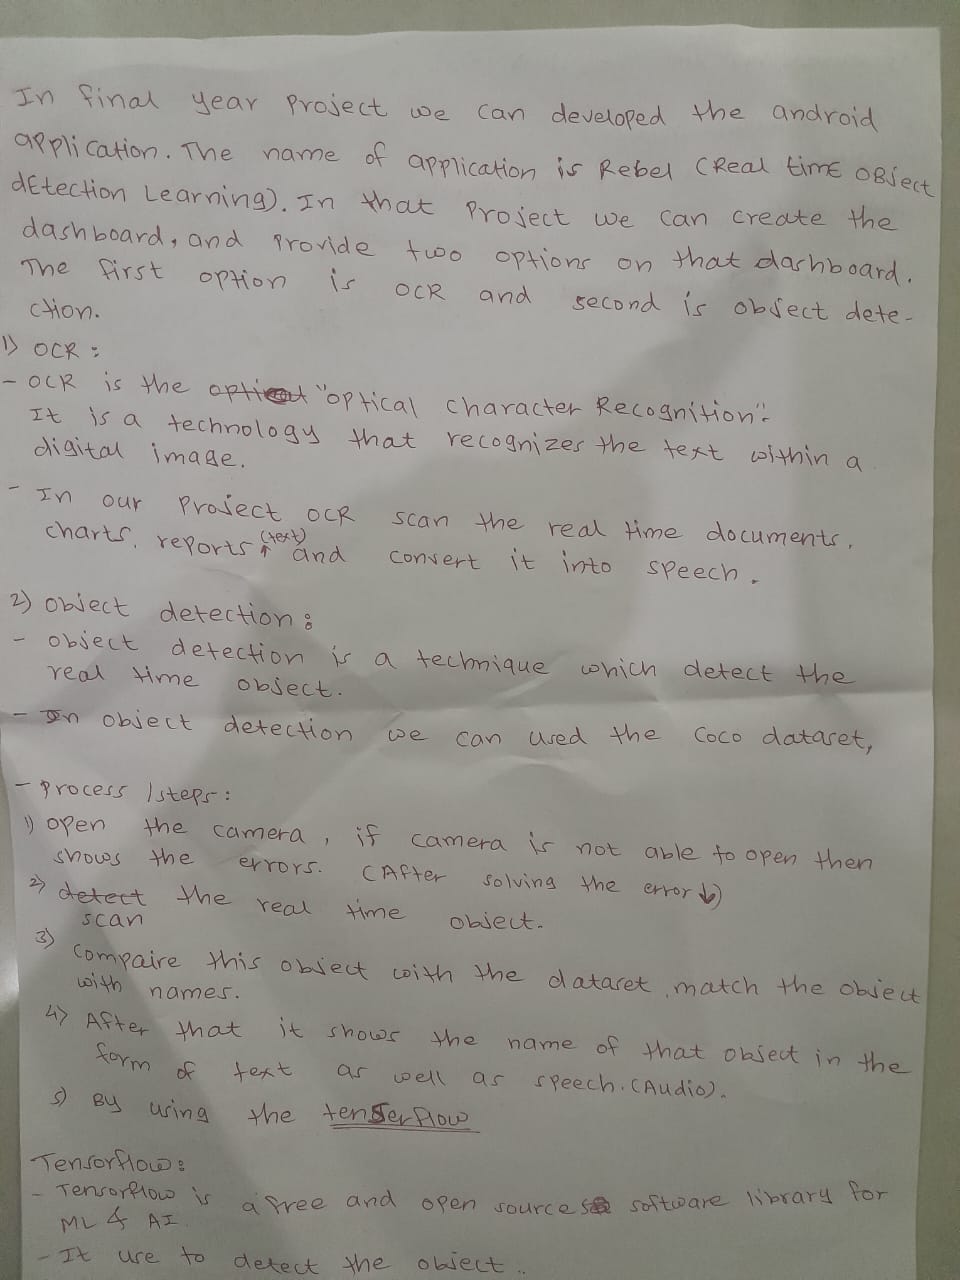 In final year project we can developed the android
application. The name of application is Rebel (Real timE OBject
dEtection Learning). In that project we can create the
dashboard, and provide two options on that dashboard.
The first option is OCR and second is object dete-
ction.
1) OCR :
- OCR is the "optical character Recognition".
It is a technology that recognizes the text within a
digital image.
- In our project OCR scan the real time documents,
charts, reports (text) and convert it into speech.
2) object detection :
- object detection is a technique which detect the
real time object.
- In object detection we can used the coco dataset,
- process / steps :
1) open the camera, if camera is not able to open then
shows the errors. (After solving the error ↓)
2) detect the real time object.
scan
3) compaire this object with the dataset, match the object
with names.
4) After that it shows the name of that object in the
form of text as well as speech. (Audio).
5) By using the tenserflow
Tensorflow :
- Tensorflow is a free and open source software library for
ML & AI
- It use to detect the object..